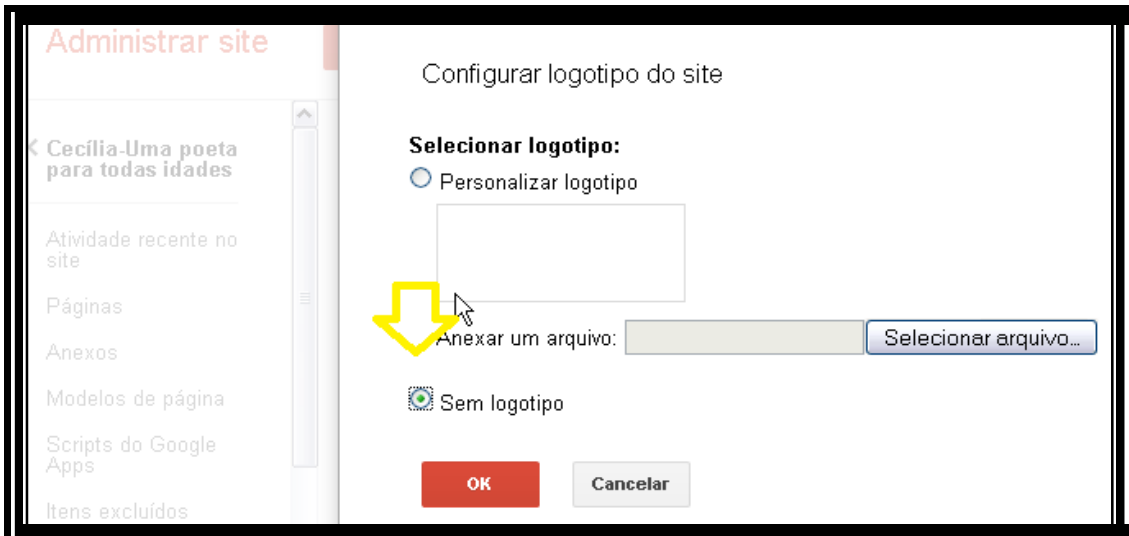 Administrar site
Cecília-Uma poeta
para todas idades
Atividade recente no
site
Páginas
Anexos
Modelos de página
Scripts do Google
Apps
Itens excluídos
Configurar logotipo do site
Selecionar logotipo:
Personalizar logotipo
Anexar um arquivo:
Selecionar arquivo...
Sem logotipo
OK
Cancelar